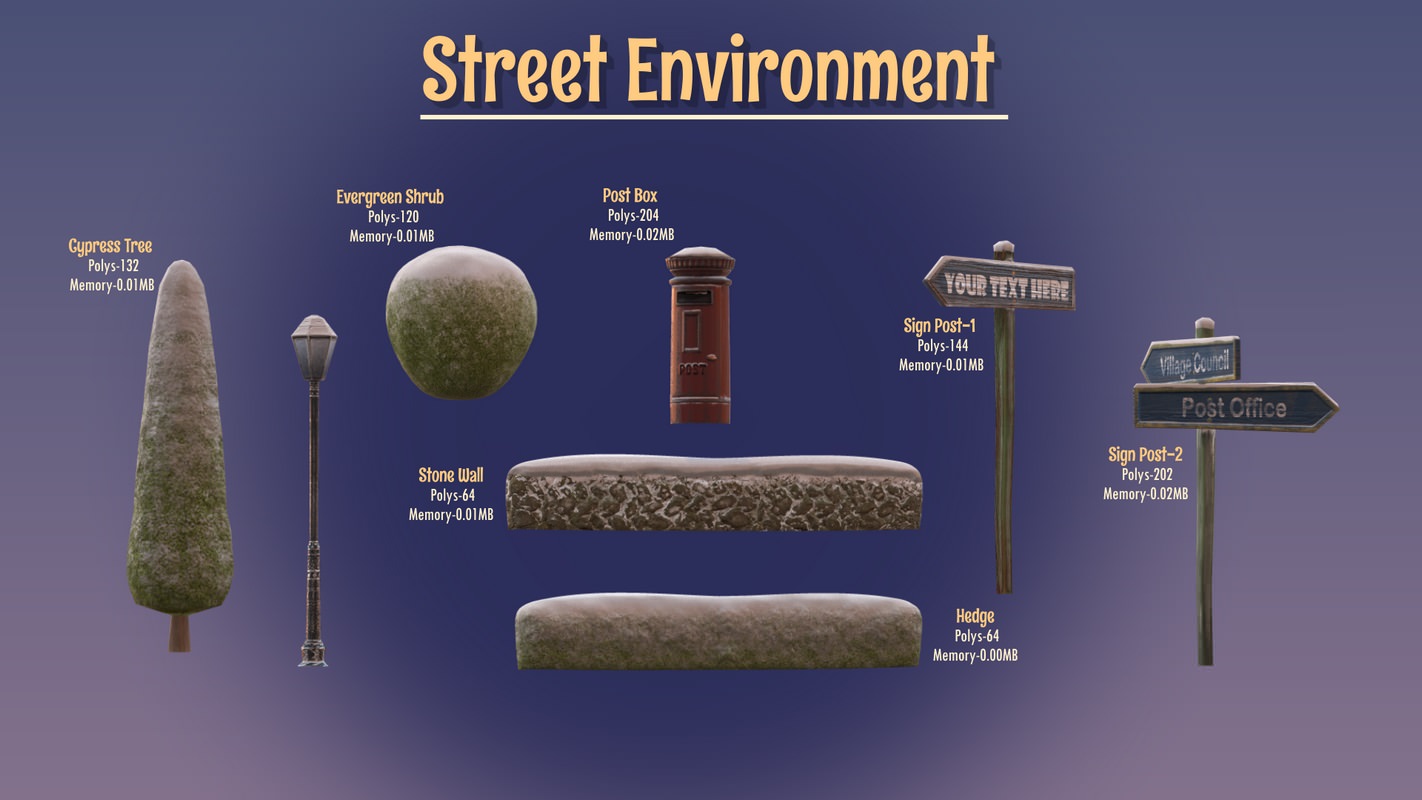 Street Environment
Evergreen Shrub
Polys-120
Memory-0.01MB
Post Box
Polys-204
Memory-0.02MB
Cypress Tree
Polys-132
Memory-0.01MB
YOUR TEXT HERE
Sign Post-1
Polys-144
Memory-0.01MB
POST
Village Council
Post Office
Sign Post-2
Polys-202
Memory-0.02MB
Stone Wall
Polys-64
Memory-0.01MB
Hedge
Polys-64
Memory-0.00MB